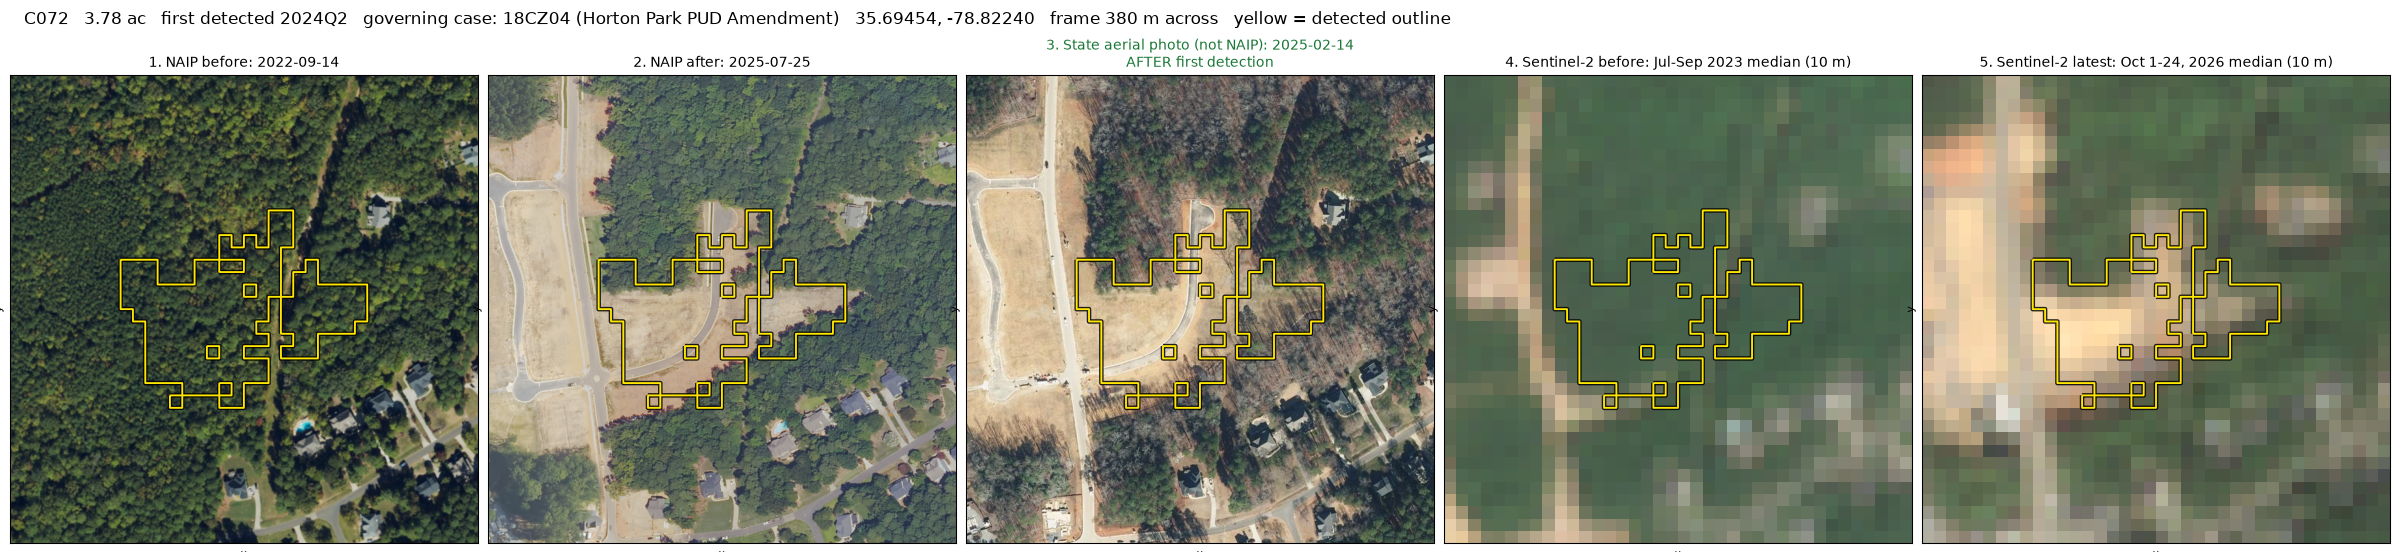 C072   3.78 ac   first detected 2024Q2   governing case: 18CZ04 (Horton Park PUD Amendment)   35.69454, -78.82240   frame 380 m across   yellow = detected outline
1. NAIP before: 2022-09-14
2. NAIP after: 2025-07-25
3. State aerial photo (not NAIP): 2025-02-14
AFTER first detection
4. Sentinel-2 before: Jul-Sep 2023 median (10 m)
5. Sentinel-2 latest: Oct 1-24, 2026 median (10 m)